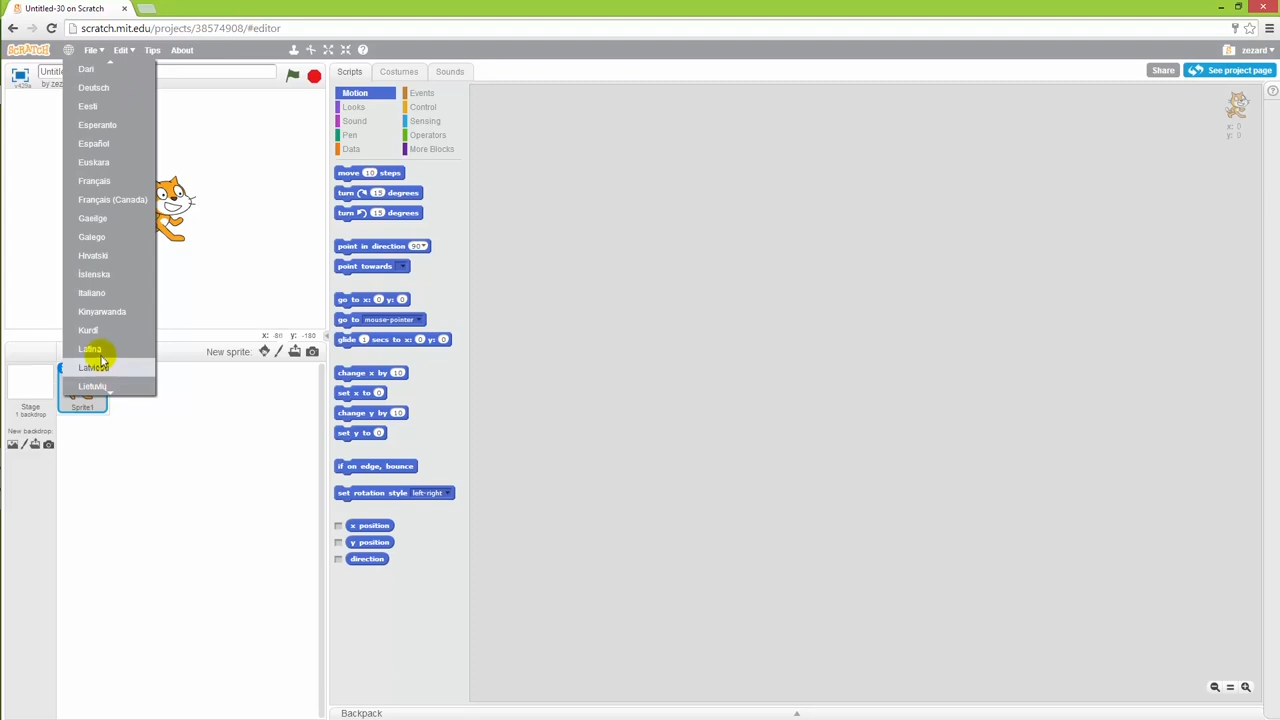 Untitled-30 on Scratch
scratch.mit.edu/projects/38574908/#editor
SCRATCH File Edit Tips About zezard
v426
by zez
Scripts Costumes Sounds
Share See project page
Dari
Deutsch
Eesti
Esperanto
Español
Euskara
Français
Français (Canada)
Gaeilge
Galego
Hrvatski
Íslenska
Italiano
Kinyarwanda
Kurdî
Latina
Lietuvių
Motion Events
Looks Control
Sound Sensing
Pen Operators
Data More Blocks
move 10 steps
turn 15 degrees
turn 15 degrees
point in direction 90
point towards
go to x: 0 y: 0
go to mouse-pointer
glide 1 secs to x: 0 y: 0
change x by 10
set x to 0
change y by 10
set y to 0
if on edge, bounce
set rotation style left-right
x position
y position
direction
x: 0
y: 0
y: -180
New sprite:
Sprite1
Stage
1 backdrop
New backdrop:
Backpack